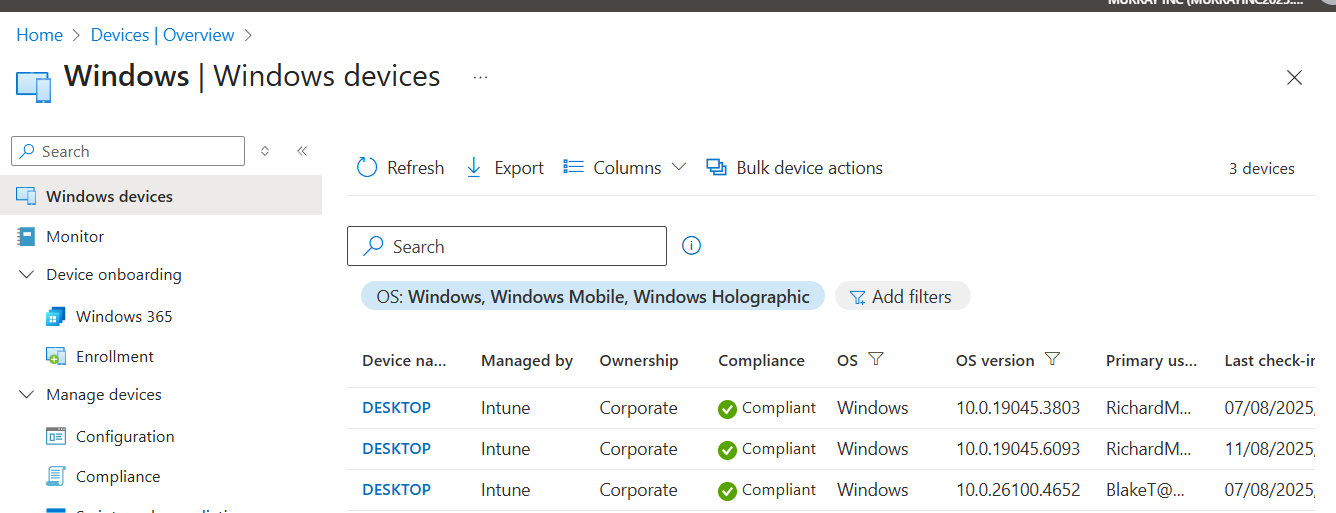 MURRAY INC (MURRAYINC2025....
Home > Devices | Overview >
Windows | Windows devices ...
Search
Refresh Export Columns Bulk device actions 3 devices
Windows devices
Monitor
Device onboarding
Windows 365
Enrollment
Manage devices
Configuration
Compliance
Search
OS: Windows, Windows Mobile, Windows Holographic Add filters
Device na... Managed by Ownership Compliance OS OS version Primary us... Last check-in
DESKTOP Intune Corporate Compliant Windows 10.0.19045.3803 RichardM... 07/08/2025,
DESKTOP Intune Corporate Compliant Windows 10.0.19045.6093 RichardM... 11/08/2025,
DESKTOP Intune Corporate Compliant Windows 10.0.26100.4652 BlakeT@... 07/08/2025,